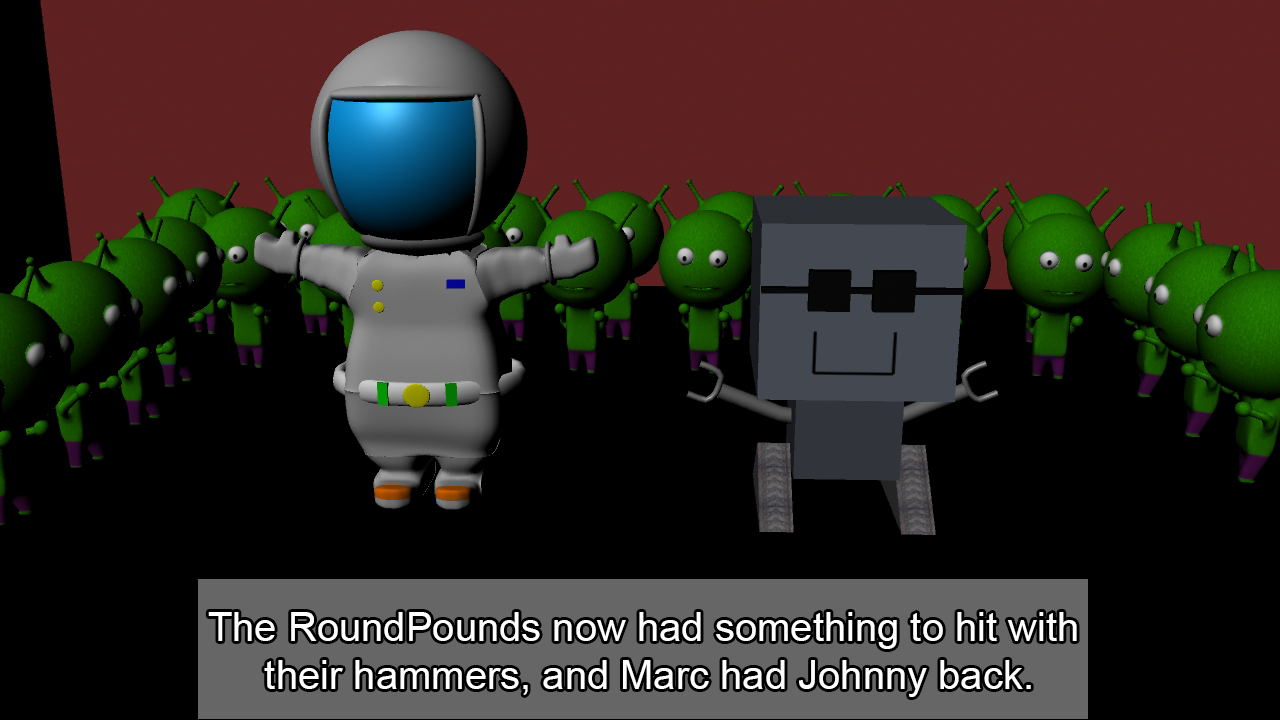 The RoundPounds now had something to hit with
their hammers, and Marc had Johnny back.